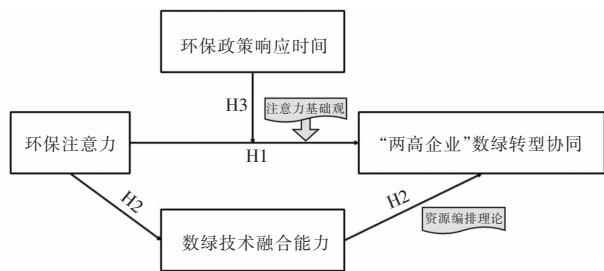 环保政策响应时间
H3
注意力基础观
环保注意力
H1
“两高企业”数绿转型协同
H2
H2
数绿技术融合能力
资源编排理论